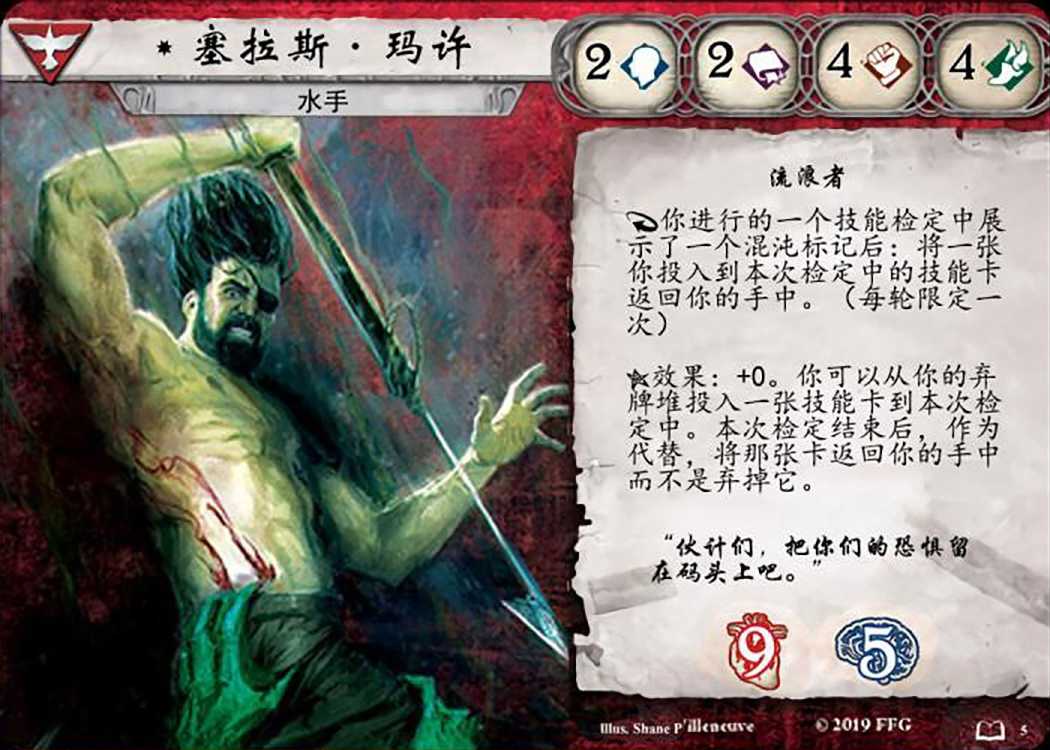 塞拉斯·玛许
水手
2 2 4 4
流浪者
你进行的一个技能检定中展
示了一个混沌标记后：将一张
你投入到本次检定中的技能卡
返回你的手中。（每轮限定一
次）
效果：+0。你可以从你的弃
牌堆投入一张技能卡到本次检
定中。本次检定结束后，作为
代替，将那张卡返回你的手中
而不是弃掉它。
“伙计们，把你们的恐惧留
在码头上吧。”
9 5
Illus. Shane P'illeneuve © 2019 FFG 5